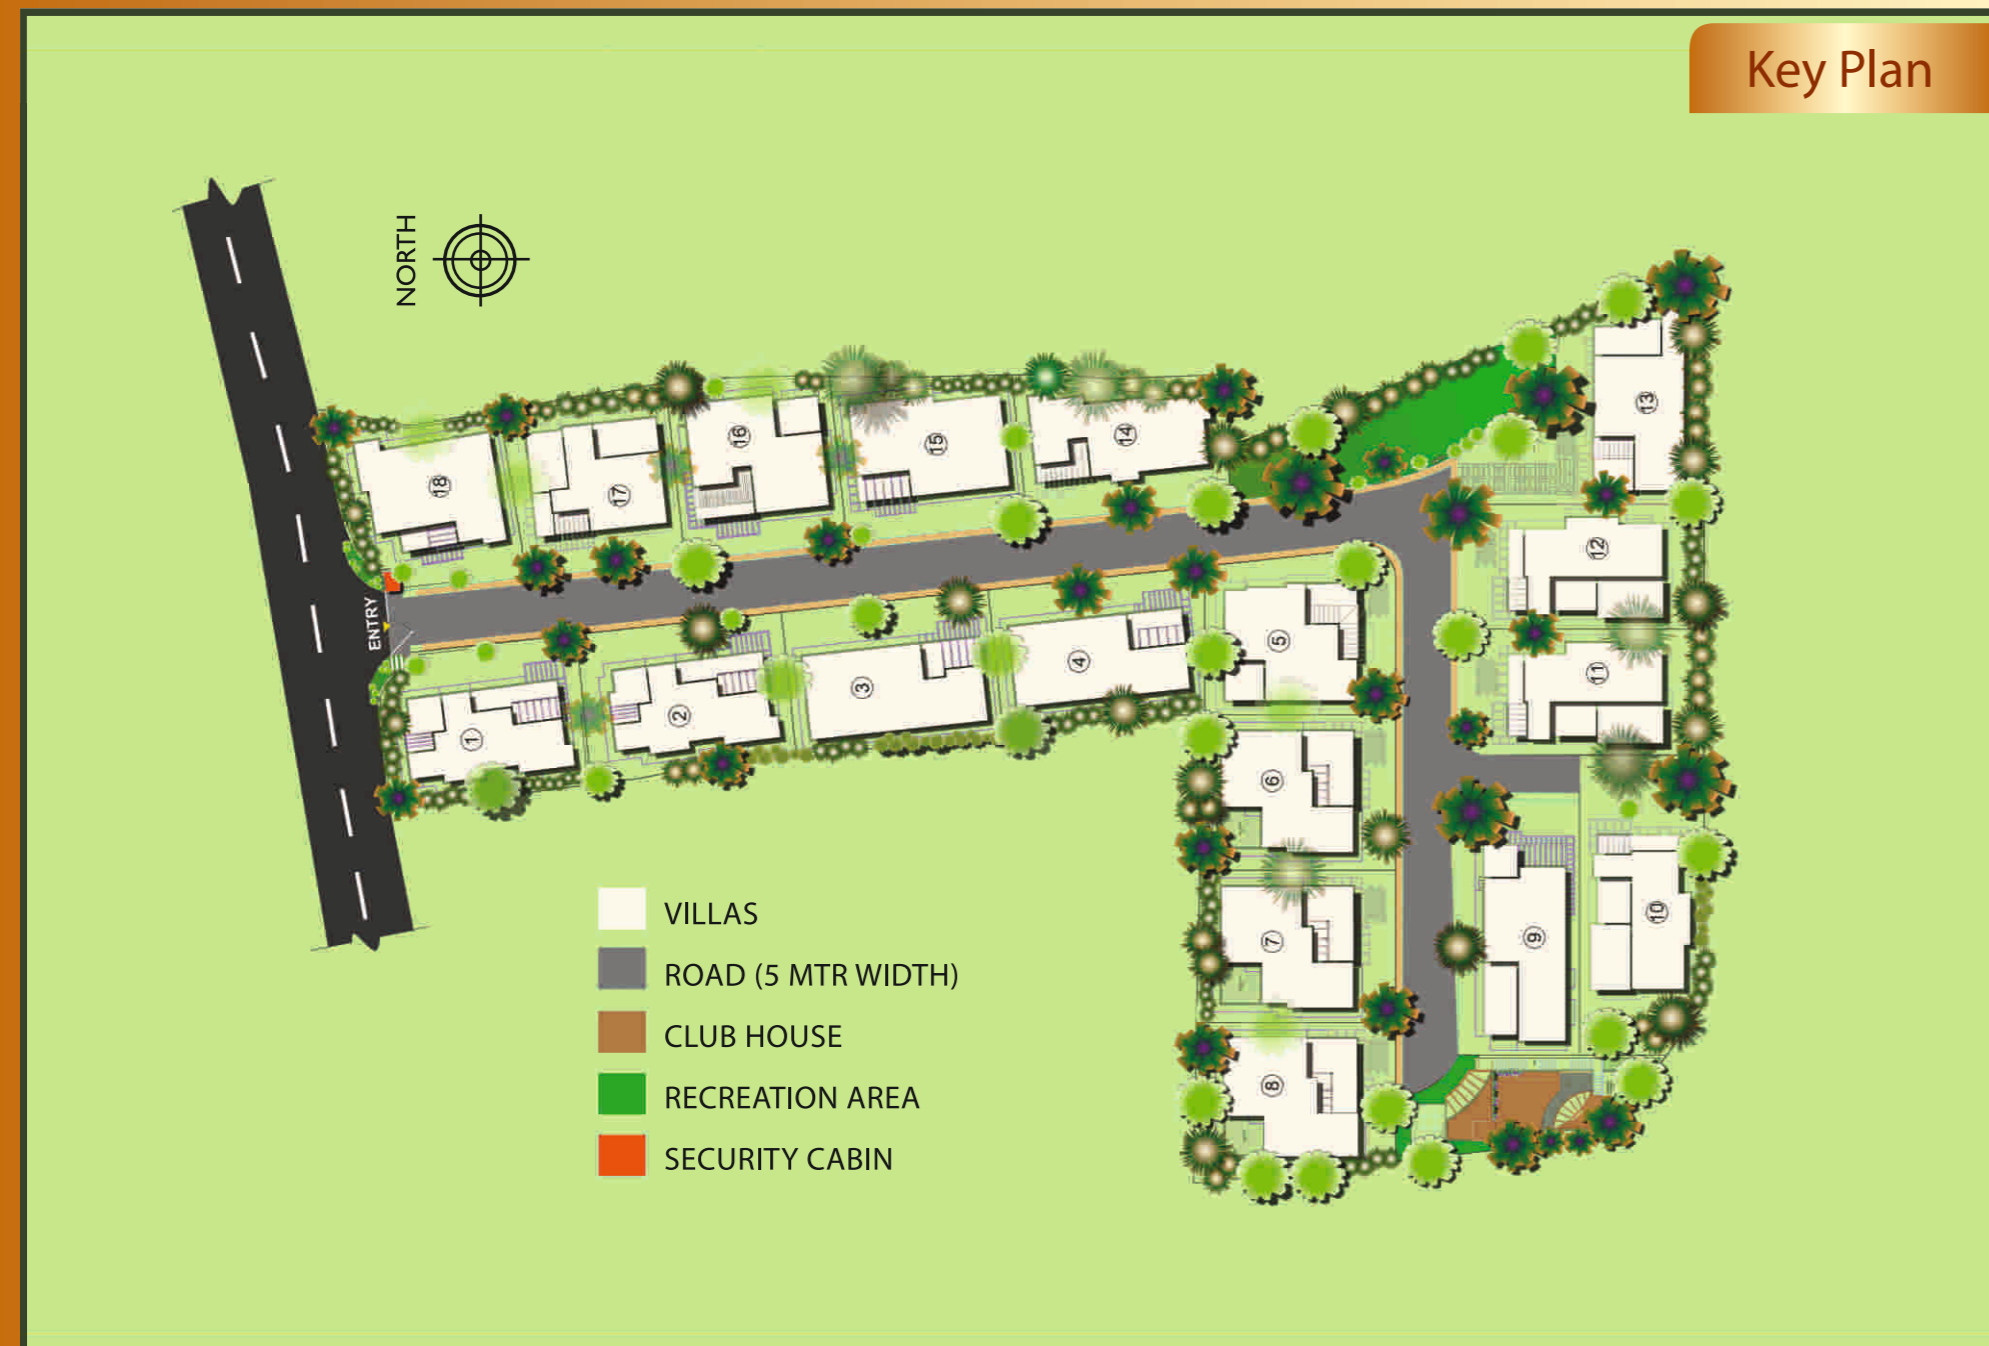 Key Plan
NORTH
13
16
14
15
18
17
12
ENTRY
5
4
11
3
2
1
6
10
9
7
8
VILLAS
ROAD (5 MTR WIDTH)
CLUB HOUSE
RECREATION AREA
SECURITY CABIN